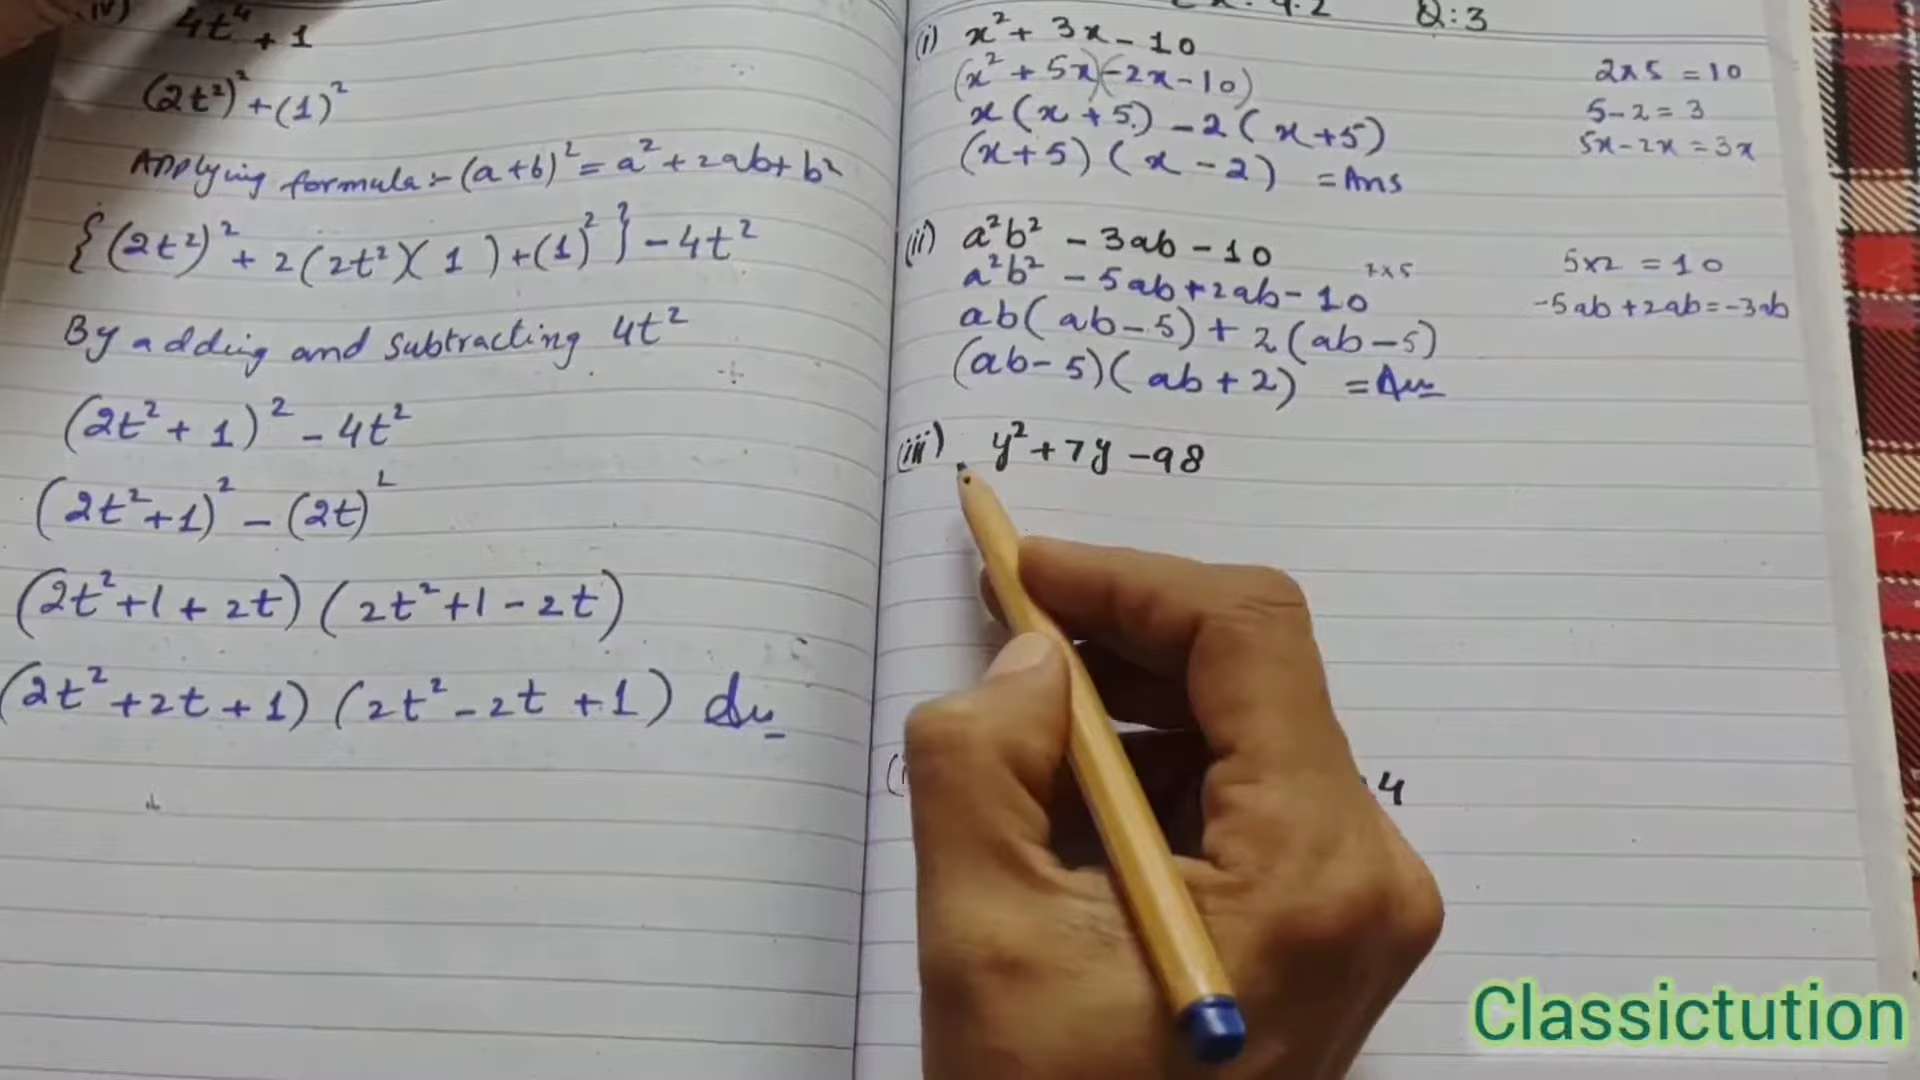 iv) 4t⁴ + 1
(2t²)² + (1)²
Applying formula:- (a+b)² = a² + 2ab + b²
{(2t²)² + 2(2t²)(1) + (1)²} - 4t²
By adding and subtracting 4t²
(2t² + 1)² - 4t²
(2t² + 1)² - (2t)²
(2t² + 1 + 2t) (2t² + 1 - 2t)
(2t² + 2t + 1) (2t² - 2t + 1)
4.2 Q:3
(i) x² + 3x - 10
(x² + 5x)(-2x - 10)
x(x + 5) - 2(x + 5)
(x + 5) (x - 2) = Ans
2x5 = 10
5-2 = 3
5x-2x = 3x
(ii) a²b² - 3ab - 10
a²b² - 5ab + 2ab - 10
ab(ab - 5) + 2(ab - 5)
(ab - 5)(ab + 2) =
5x2 = 10
-5ab + 2ab = -3ab
(iii) y² + 7y - 98
4
Classictution